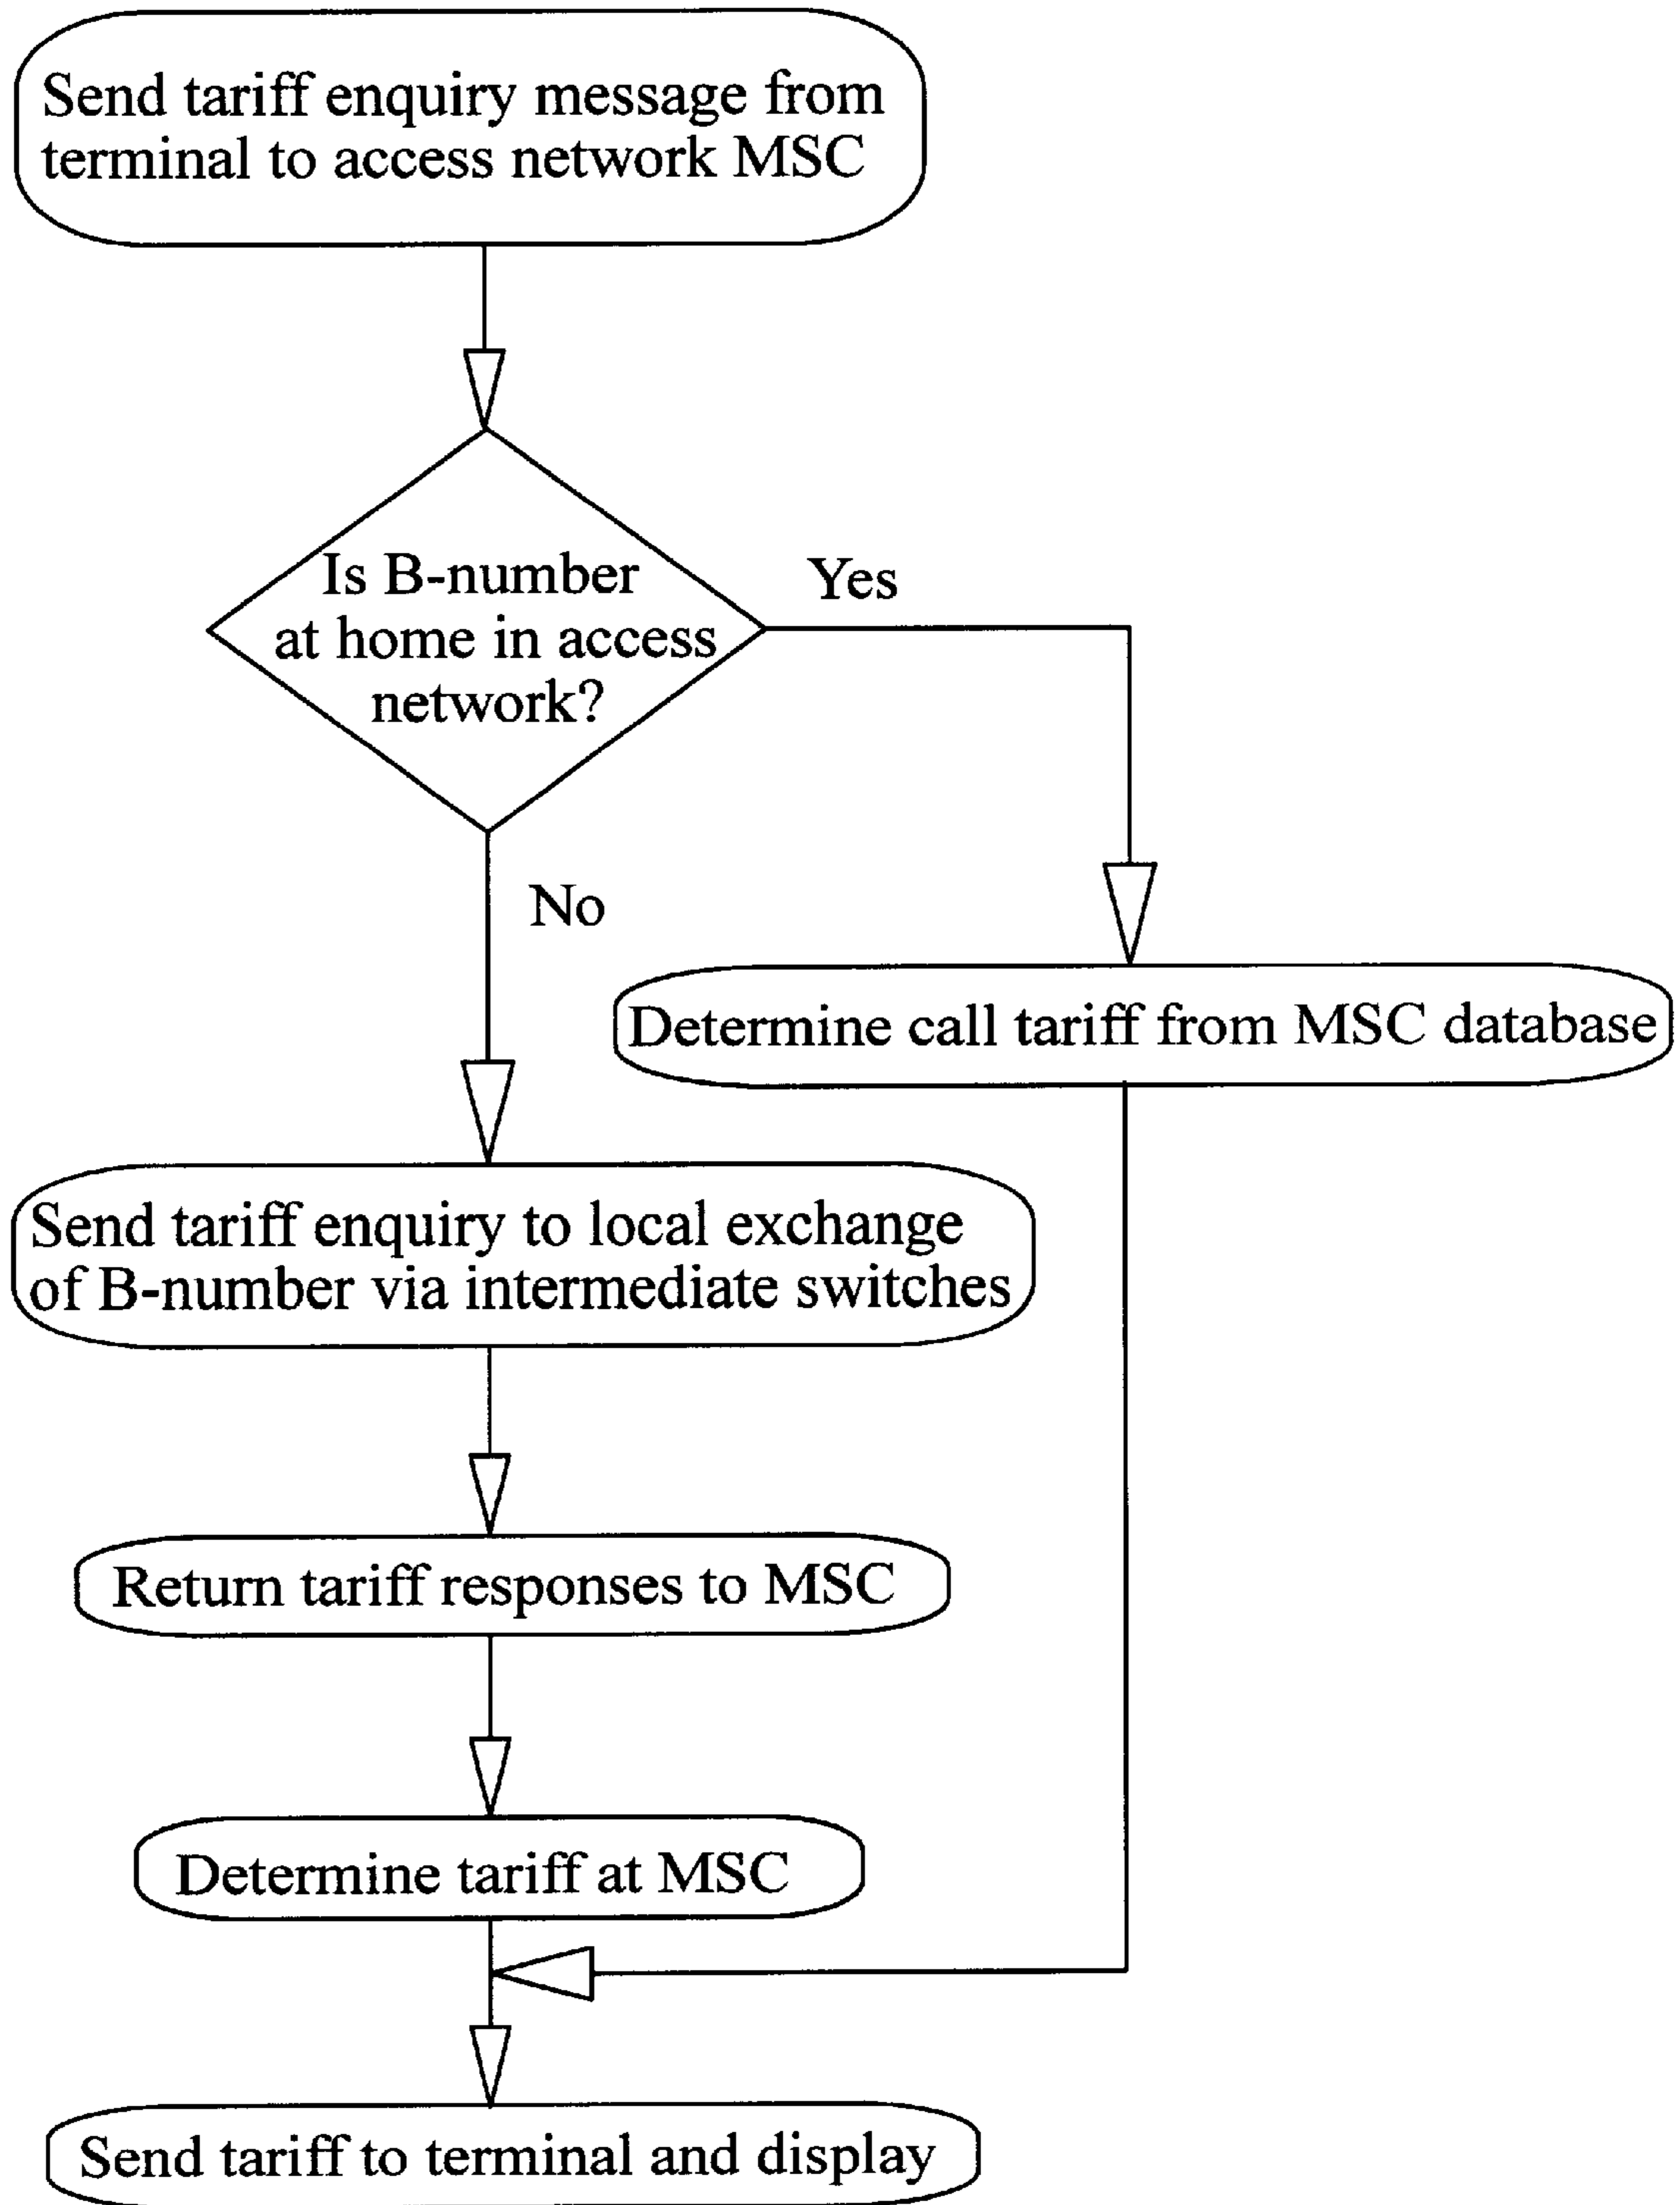 Send tariff enquiry message from
terminal to access network MSC
Is B-number
at home in access
network?
Yes
No
Determine call tariff from MSC database
Send tariff enquiry to local exchange
of B-number via intermediate switches
Return tariff responses to MSC
Determine tariff at MSC
Send tariff to terminal and display